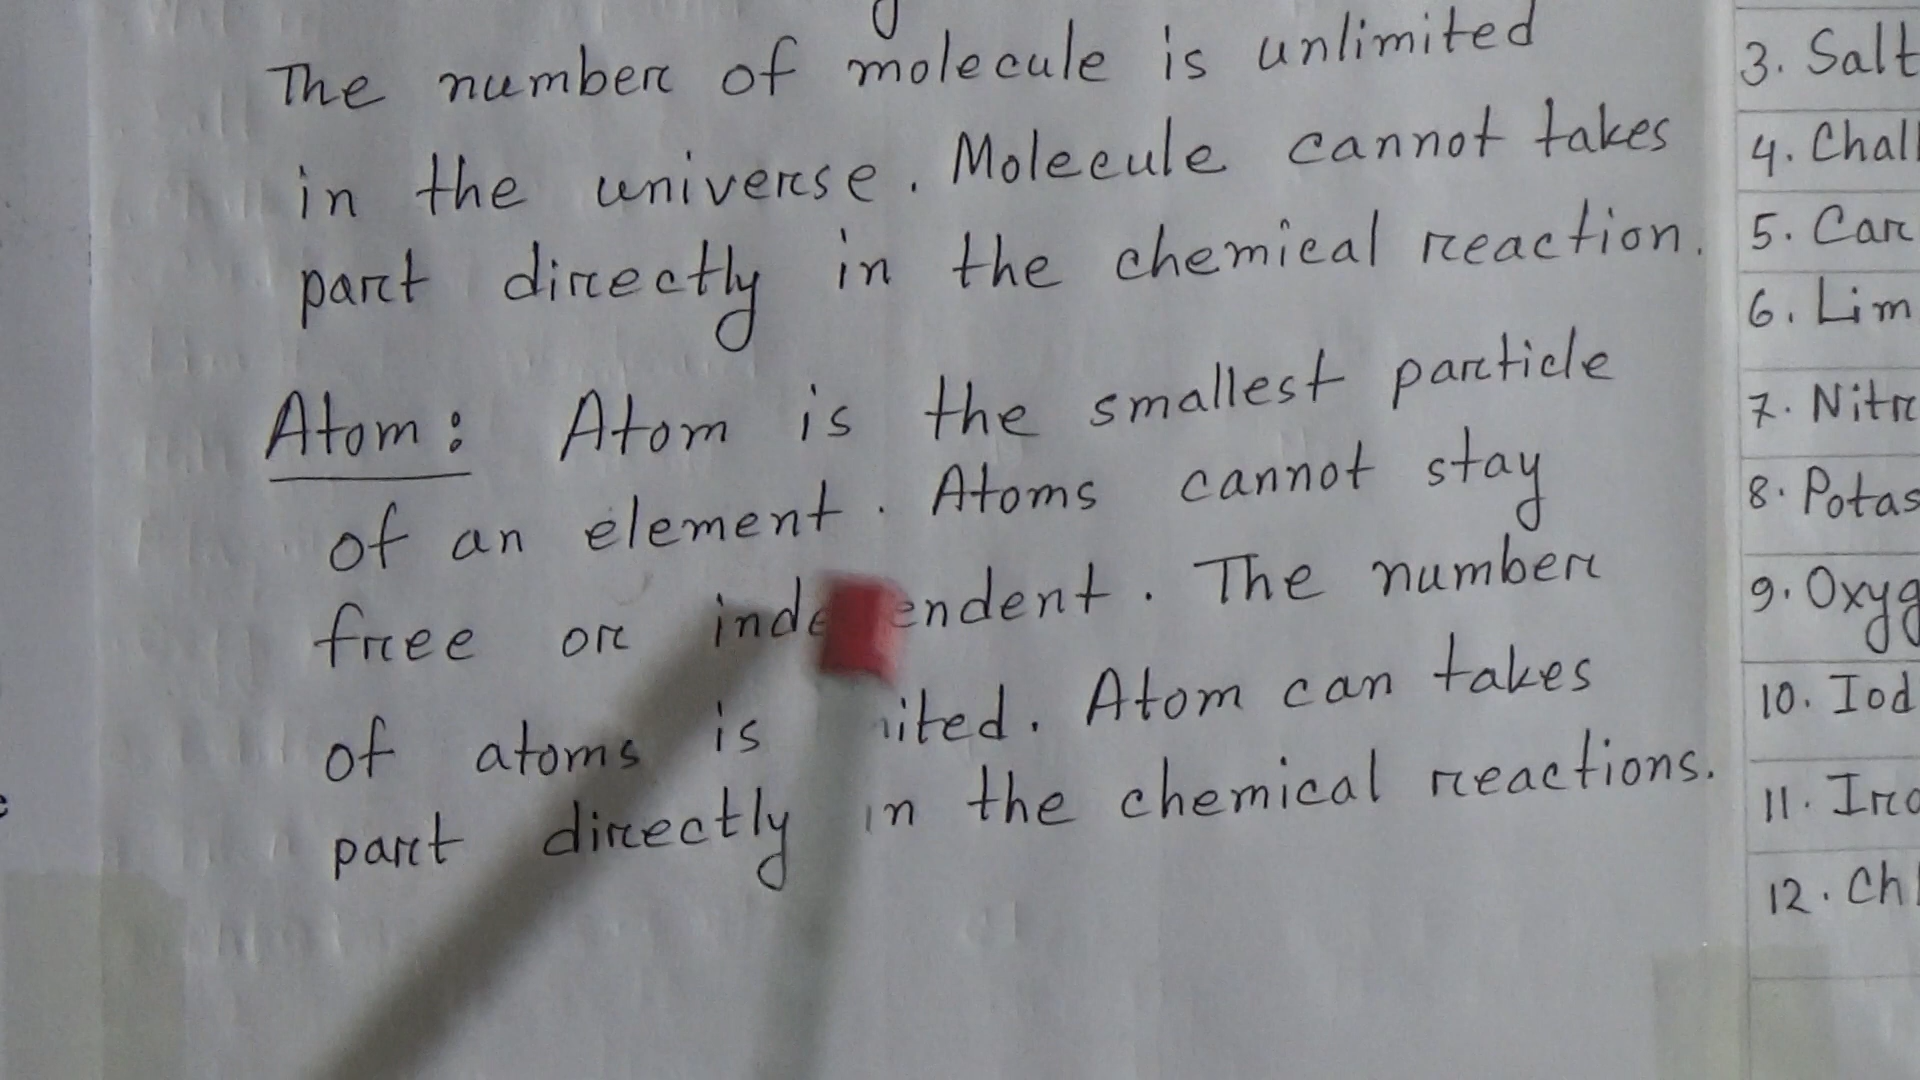 The number of molecule is unlimited
in the universe. Molecule cannot takes
part directly in the chemical reaction.
Atom: Atom is the smallest particle
of an element. Atoms cannot stay
free or independent. The number
of atoms is ited. Atom can takes
part directly in the chemical reactions.
3. Salt
4. Chal
5. Car
6. Lim
7. Nitr
8. Potas
9. Oxyg
10. Iod
11. Iro
12. Ch